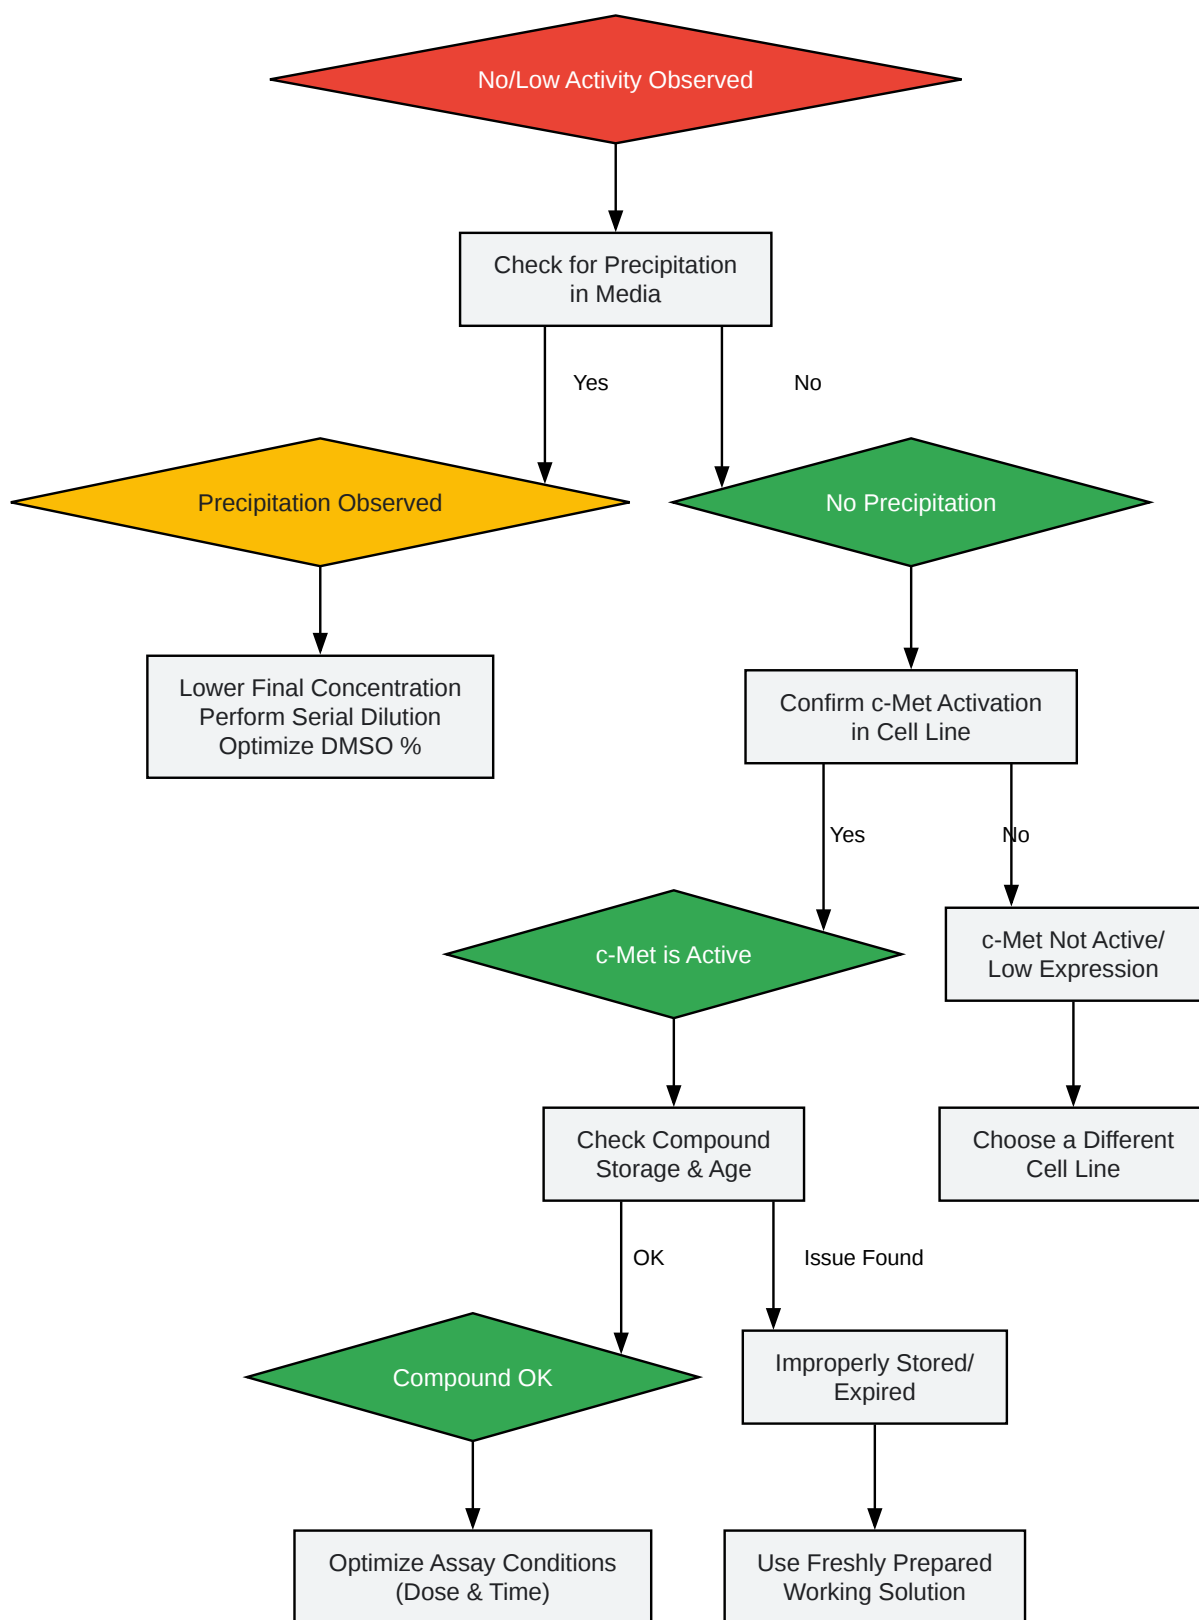 No/Low Activity Observed
Check for Precipitation
in Media
Yes
No
Precipitation Observed
No Precipitation
Lower Final Concentration
Perform Serial Dilution
Optimize DMSO %
Confirm c-Met Activation
in Cell Line
Yes
No
c-Met is Active
c-Met Not Active/
Low Expression
Check Compound
Storage & Age
Choose a Different
Cell Line
OK
Issue Found
Compound OK
Improperly Stored/
Expired
Optimize Assay Conditions
(Dose & Time)
Use Freshly Prepared
Working Solution